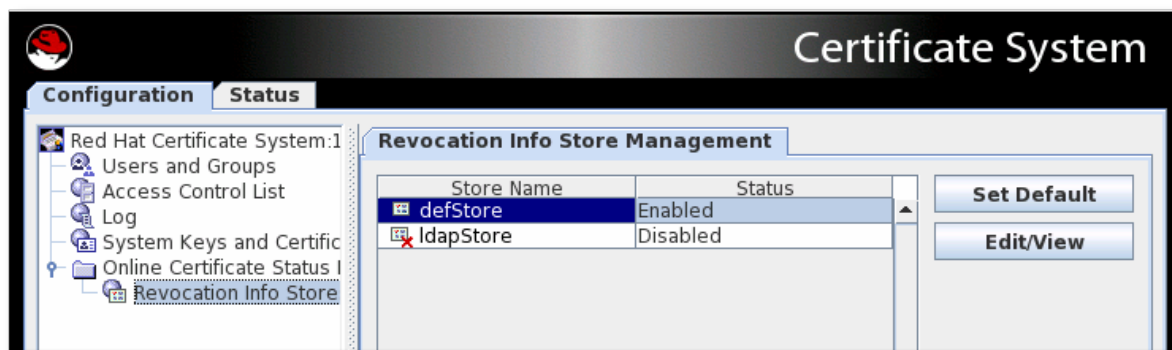 Certificate System
Configuration Status
Red Hat Certificate System:1
Users and Groups
Access Control List
Log
System Keys and Certific
Online Certificate Status I
Revocation Info Store
Revocation Info Store Management
Store Name Status
defStore Enabled
ldapStore Disabled
Set Default
Edit/View